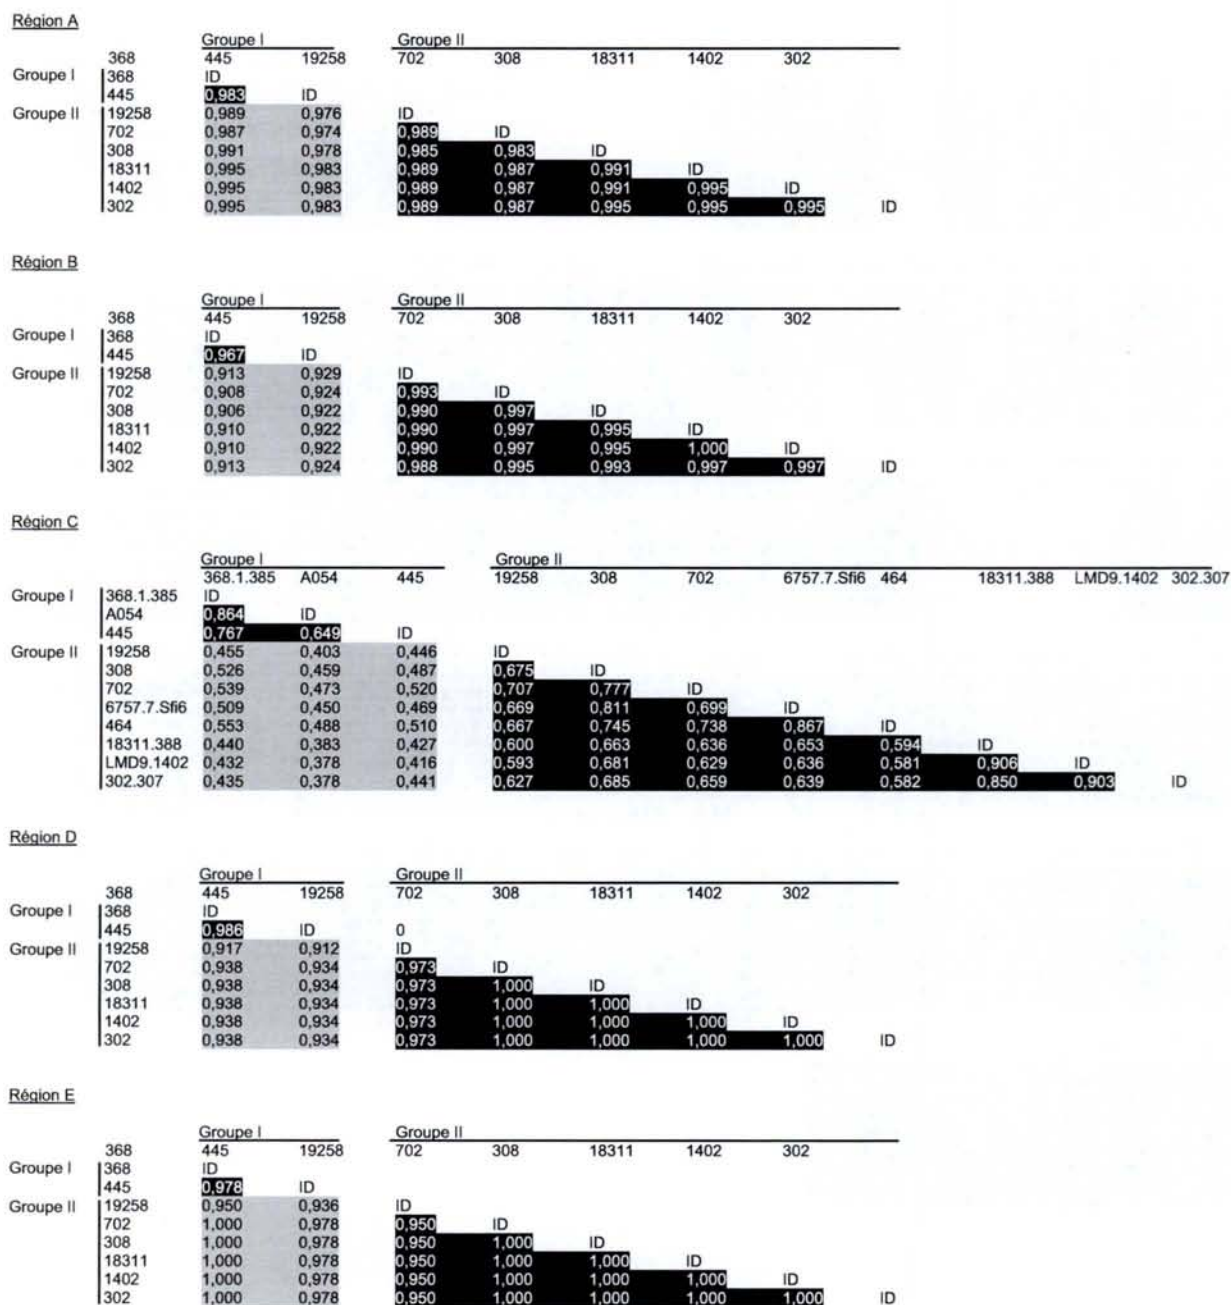 Région A
Groupe I Groupe II
368 445 19258 702 308 18311 1402 302
Groupe I 368 ID
445 0,983 ID
Groupe II 19258 0,989 0,976 ID
702 0,987 0,974 0,989 ID
308 0,991 0,978 0,985 0,983 ID
18311 0,995 0,983 0,989 0,987 0,991 ID
1402 0,995 0,983 0,989 0,987 0,991 0,995 ID
302 0,995 0,983 0,989 0,987 0,995 0,995 0,995 ID
Région B
Groupe I Groupe II
368 445 19258 702 308 18311 1402 302
Groupe I 368 ID
445 0,967 ID
Groupe II 19258 0,913 0,929 ID
702 0,908 0,924 0,993 ID
308 0,906 0,922 0,990 0,997 ID
18311 0,910 0,922 0,990 0,997 0,995 ID
1402 0,910 0,922 0,990 0,997 0,995 1,000 ID
302 0,913 0,924 0,988 0,995 0,993 0,997 0,997 ID
Région C
Groupe I Groupe II
368.1.385 A054 445 19258 308 702 6757.7.Sfi6 464 18311.388 LMD9.1402 302.307
Groupe I 368.1.385 ID
A054 0,864 ID
445 0,767 0,649 ID
Groupe II 19258 0,455 0,403 0,446 ID
308 0,526 0,459 0,487 0,675 ID
702 0,539 0,473 0,520 0,707 0,777 ID
6757.7.Sfi6 0,509 0,450 0,469 0,669 0,811 0,699 ID
464 0,553 0,488 0,510 0,667 0,745 0,738 0,867 ID
18311.388 0,440 0,383 0,427 0,600 0,663 0,636 0,653 0,594 ID
LMD9.1402 0,432 0,378 0,416 0,593 0,681 0,629 0,636 0,581 0,906 ID
302.307 0,435 0,378 0,441 0,627 0,685 0,659 0,639 0,582 0,850 0,903 ID
Région D
Groupe I Groupe II
368 445 19258 702 308 18311 1402 302
Groupe I 368 ID
445 0,986 ID 0
Groupe II 19258 0,917 0,912 ID
702 0,938 0,934 0,973 ID
308 0,938 0,934 0,973 1,000 ID
18311 0,938 0,934 0,973 1,000 1,000 ID
1402 0,938 0,934 0,973 1,000 1,000 1,000 ID
302 0,938 0,934 0,973 1,000 1,000 1,000 1,000 ID
Région E
Groupe I Groupe II
368 445 19258 702 308 18311 1402 302
Groupe I 368 ID
445 0,978 ID
Groupe II 19258 0,950 0,936 ID
702 1,000 0,978 0,950 ID
308 1,000 0,978 0,950 1,000 ID
18311 1,000 0,978 0,950 1,000 1,000 ID
1402 1,000 0,978 0,950 1,000 1,000 1,000 ID
302 1,000 0,978 0,950 1,000 1,000 1,000 1,000 ID